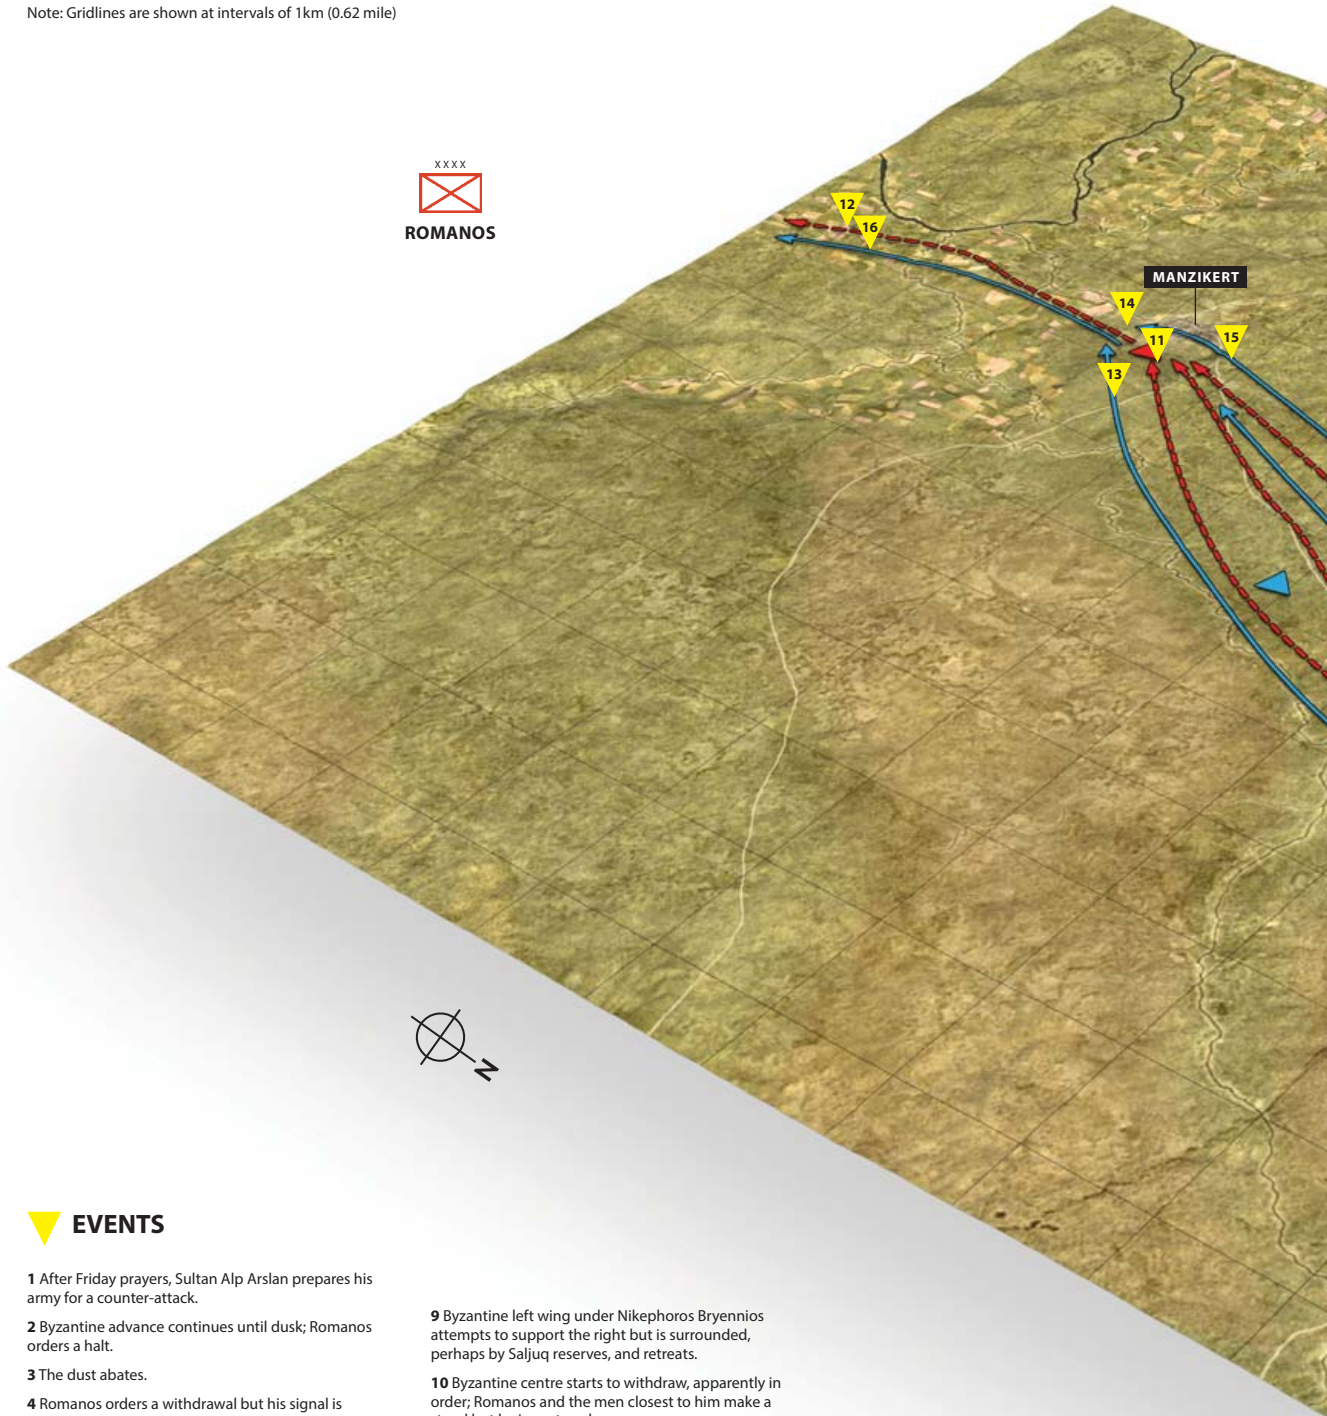 Note: Gridlines are shown at intervals of 1km (0.62 mile)
xxxx
ROMANOS
12
16
MANZIKERT
14
11
15
13
N
EVENTS
1 After Friday prayers, Sultan Alp Arslan prepares his
army for a counter-attack.
2 Byzantine advance continues until dusk; Romanos
orders a halt.
3 The dust abates.
4 Romanos orders a withdrawal but his signal is
9 Byzantine left wing under Nikephoros Bryennios
attempts to support the right but is surrounded,
perhaps by Saljuq reserves, and retreats.
10 Byzantine centre starts to withdraw, apparently in
order; Romanos and the men closest to him make a